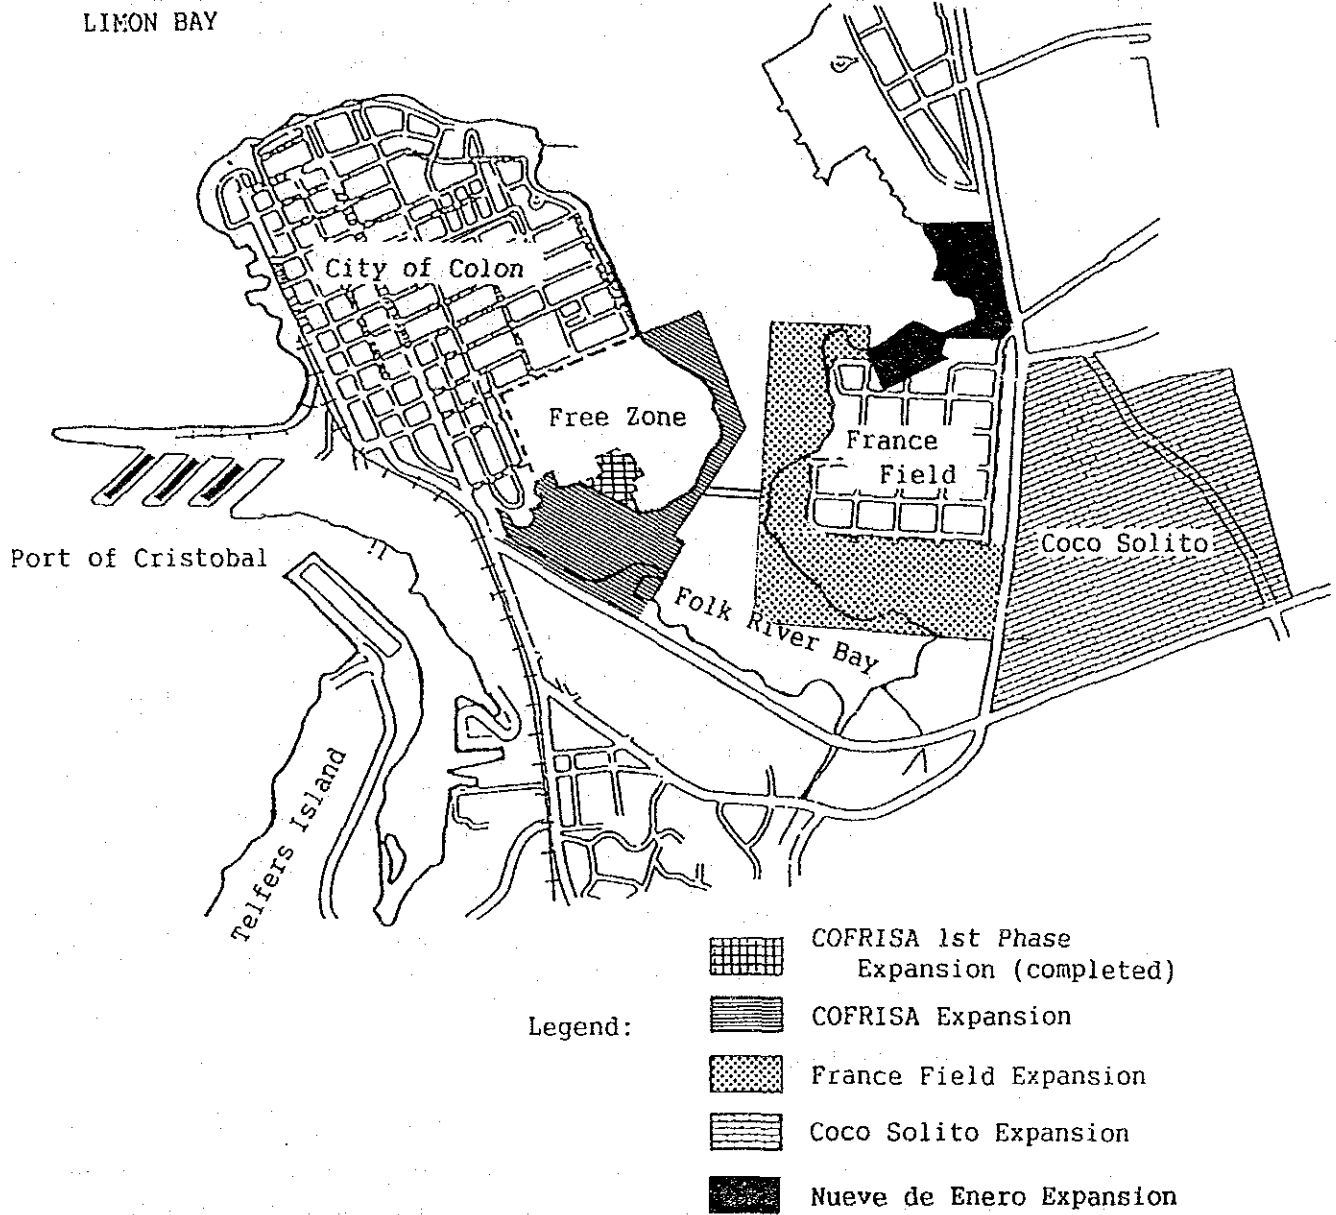 LIMON BAY
City of Colon
Free Zone
France
Field
Coco Solito
Port of Cristobal
Folk River Bay
Telfers Island
Legend:
COFRISA 1st Phase
Expansion (completed)
COFRISA Expansion
France Field Expansion
Coco Solito Expansion
Nueve de Enero Expansion